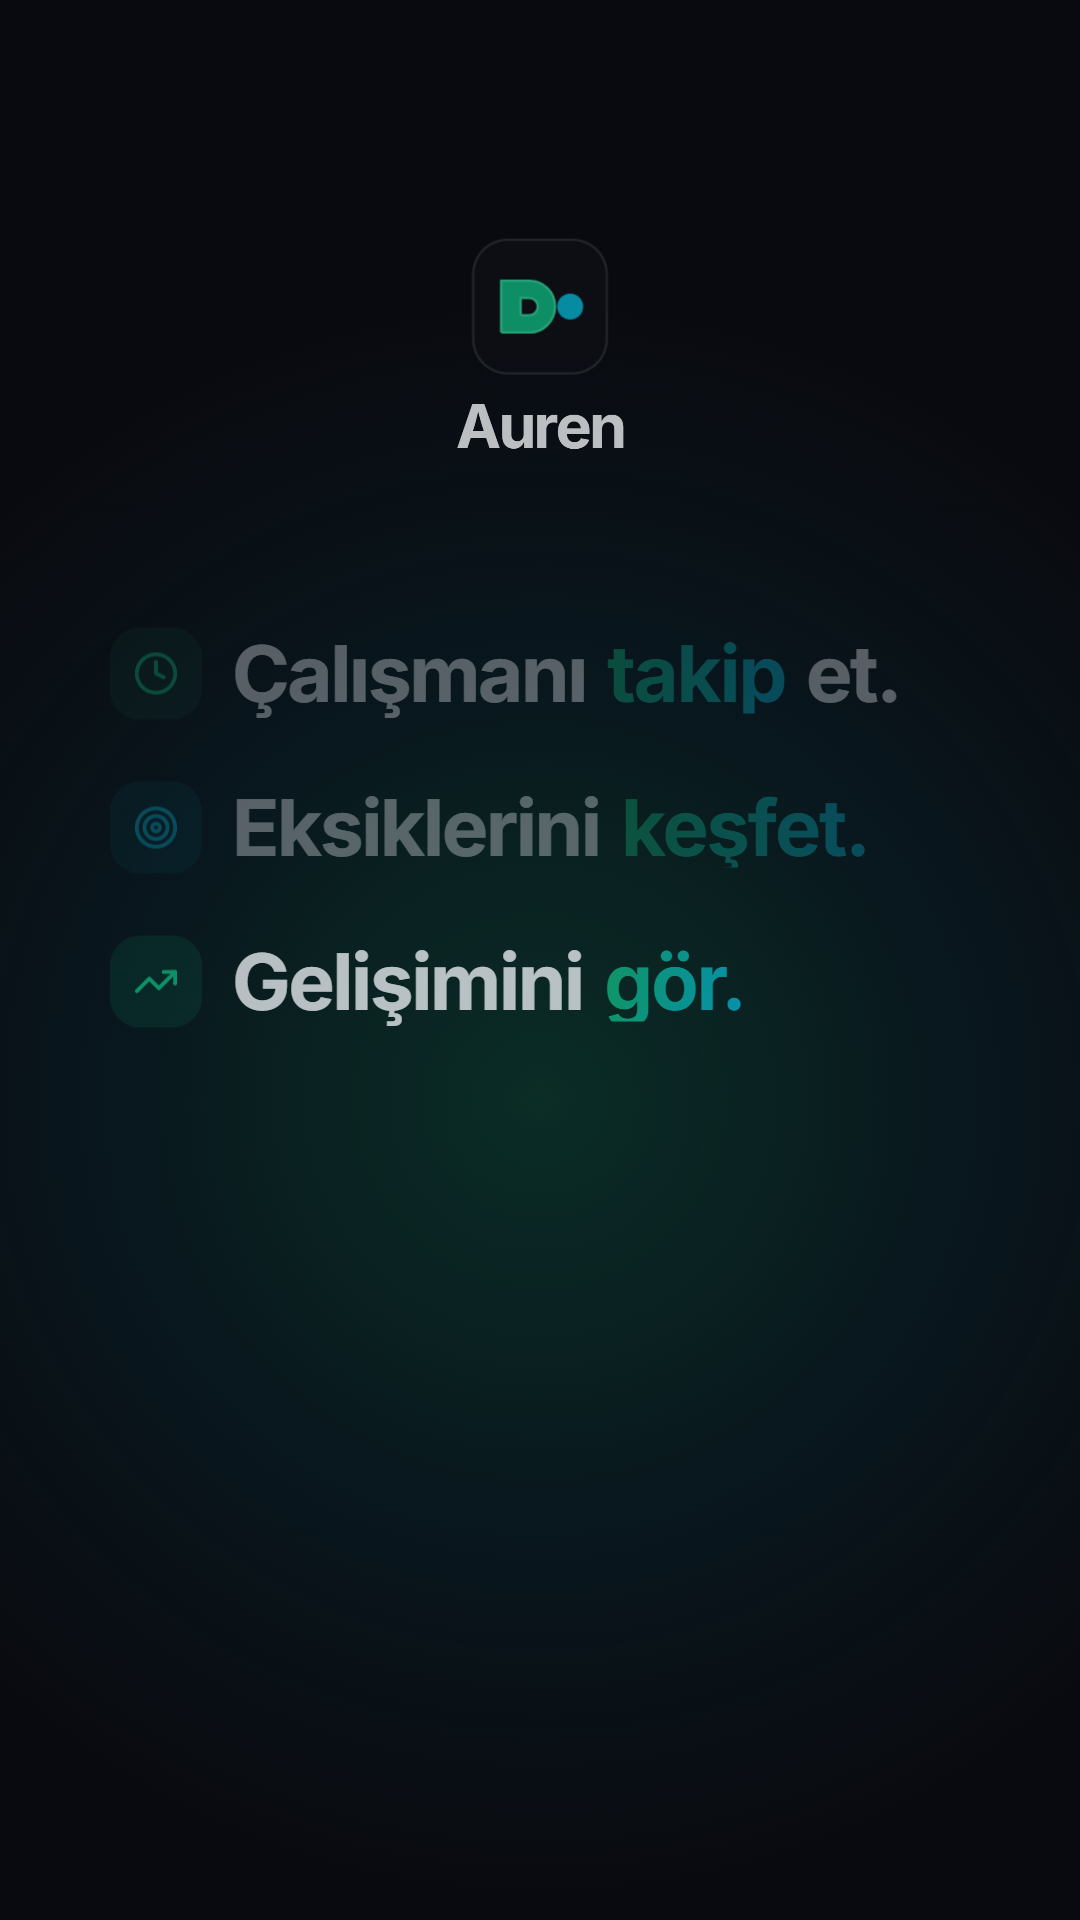 D
Auren
Çalışmanı takip et.
Eksiklerini keşfet.
Gelişimini gör.